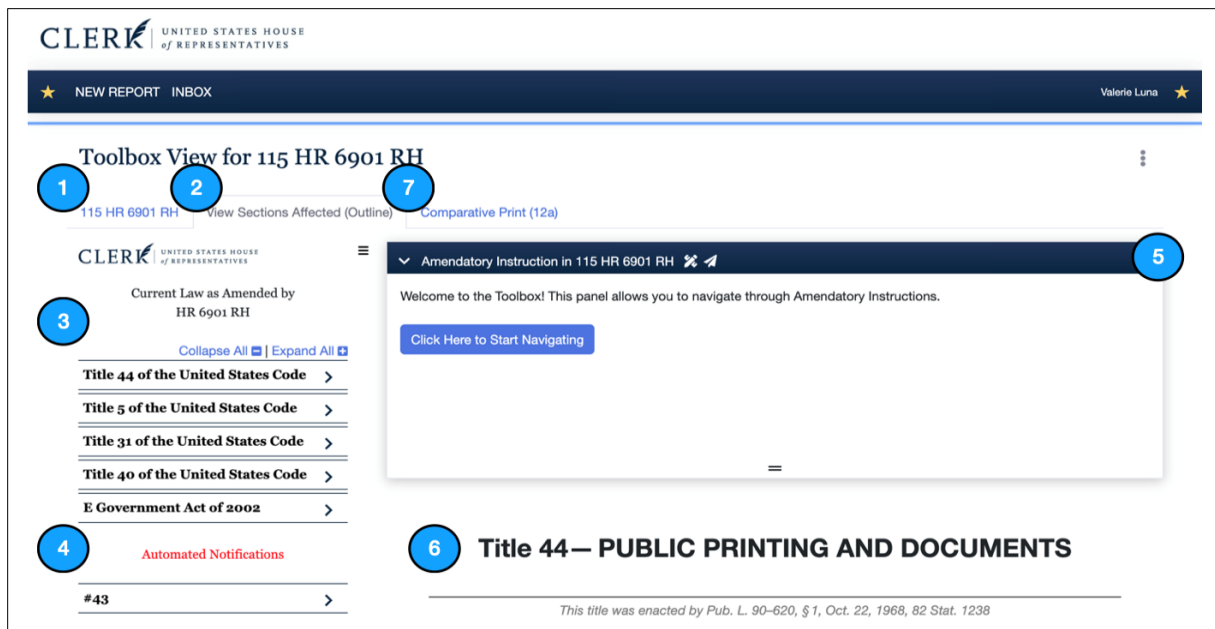 CLERK UNITED STATES HOUSE
of REPRESENTATIVES
NEW REPORT INBOX Valerie Luna
Toolbox View for 115 HR 6901 RH
1 2 7
115 HR 6901 RH View Sections Affected (Outline) Comparative Print (12a)
CLERK UNITED STATES HOUSE
of REPRESENTATIVES
Current Law as Amended by
HR 6901 RH
3
Collapse All | Expand All
Title 44 of the United States Code
Title 5 of the United States Code
Title 31 of the United States Code
Title 40 of the United States Code
E Government Act of 2002
4
Automated Notifications
#43
Amendatory Instruction in 115 HR 6901 RH
5
Welcome to the Toolbox! This panel allows you to navigate through Amendatory Instructions.
Click Here to Start Navigating
6
Title 44— PUBLIC PRINTING AND DOCUMENTS
This title was enacted by Pub. L. 90–620, § 1, Oct. 22, 1968, 82 Stat. 1238